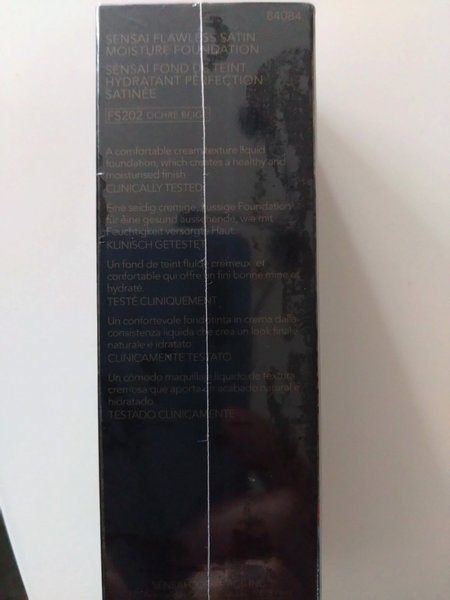 84084
SENSAI FLAWLESS SATIN
MOISTURE FOUNDATION
SENSAI FOND DE TEINT
HYDRATANT PERFECTION
SATINÉE
FS202 OCHRE BEIGE
A comfortable cream texture liquid
foundation, which creates a healthy and
moisturised finish
CLINICALLY TESTED
Eine seidig cremige, flüssige Foundation
für eine gesund aussehende, wie mit
Feuchtigkeit versorgte Haut.
KLINISCH GETESTET
Un fond de teint fluide crémeux et
confortable qui offre un fini bonne mine et
hydraté.
TESTÉ CLINIQUEMENT
Un confortevole fondotinta in crema dalla
consistenza liquida che crea un look finale
naturale e idratato
CLINICAMENTE TESTATO
Un cómodo maquillaje líquido de textura
cremosa que aporta un acabado natural e
hidratado.
TESTADO CLÍNICAMENTE
SENSAI